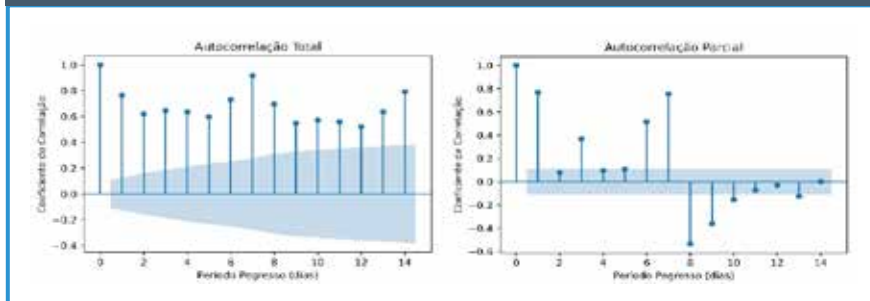 Autocorrelação Total
Coeficiente de Correlação
1.0
0.8
0.6
0.4
0.2
0.0
−0.2
−0.4
0 2 4 6 8 10 12 14
Período Pegresso (dias)
Autocorrelação Parcial
Coeficiente de Correlação
1.0
0.8
0.6
0.4
0.2
0.0
−0.2
−0.4
−0.6
0 2 4 6 8 10 12 14
Período Pegresso (dias)